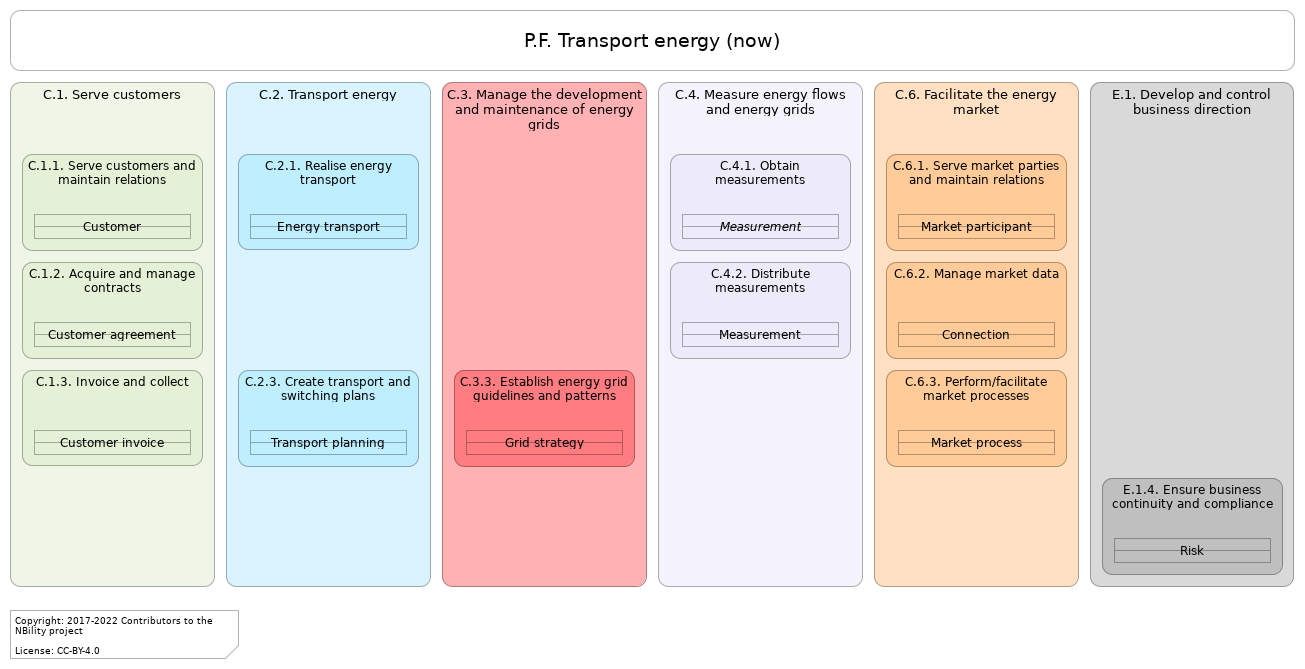 P.F. Transport energy (now)
C.1. Serve customers
C.1.1. Serve customers and
maintain relations
Customer
C.1.2. Acquire and manage
contracts
Customer agreement
C.1.3. Invoice and collect
Customer invoice
C.2. Transport energy
C.2.1. Realise energy
transport
Energy transport
C.2.3. Create transport and
switching plans
Transport planning
C.3. Manage the development
and maintenance of energy
grids
C.3.3. Establish energy grid
guidelines and patterns
Grid strategy
C.4. Measure energy flows
and energy grids
C.4.1. Obtain
measurements
Measurement
C.4.2. Distribute
measurements
Measurement
C.6. Facilitate the energy
market
C.6.1. Serve market parties
and maintain relations
Market participant
C.6.2. Manage market data
Connection
C.6.3. Perform/facilitate
market processes
Market process
E.1. Develop and control
business direction
E.1.4. Ensure business
continuity and compliance
Risk
Copyright: 2017-2022 Contributors to the
NBility project
License: CC-BY-4.0